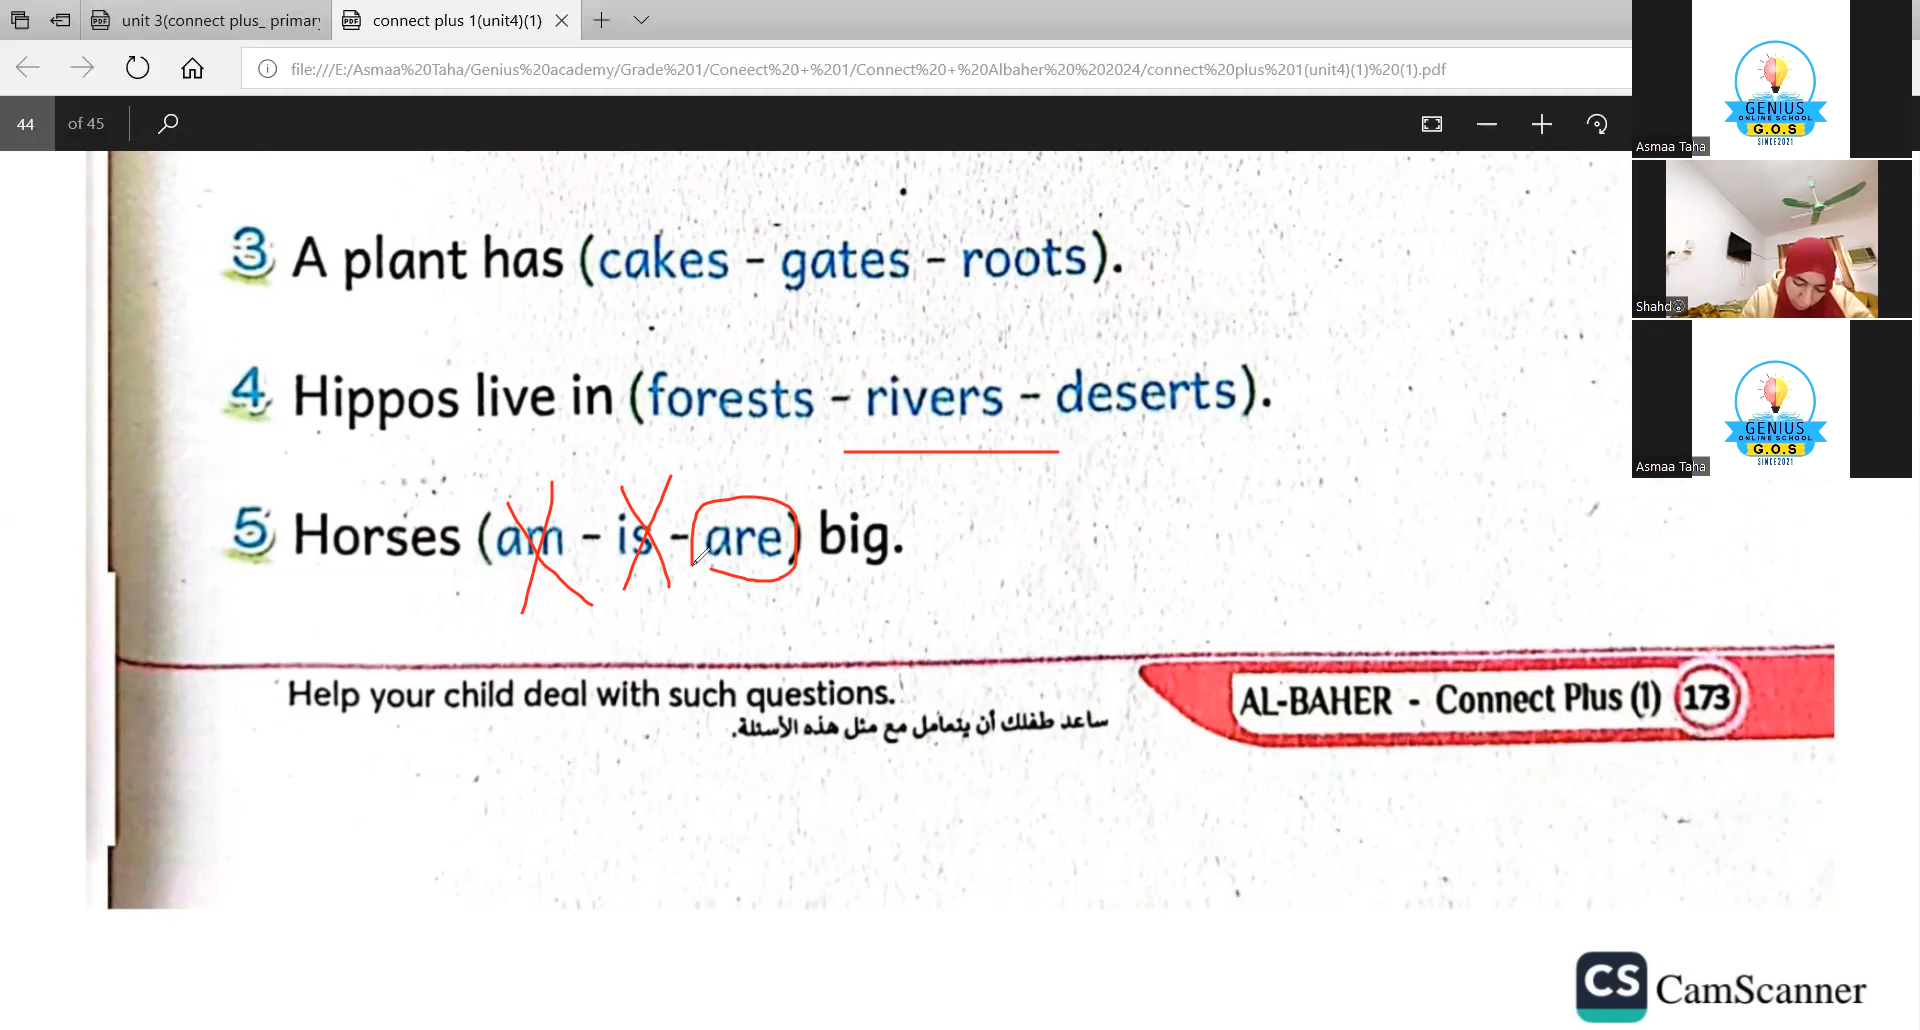 unit 3(connect plus_ primary
connect plus 1(unit4)(1)
file:///E:/Asmaa%20Taha/Genius%20academy/Grade%201/Coneect%20+%201/Connect%20+%20Albaher%20%202024/connect%20plus%201(unit4)(1)%20(1).pdf
44 of 45
GENIUS
ONLINE SCHOOL
G.O.S
SINCE2021
Asmaa Taha
3 A plant has (cakes - gates - roots).
Shahd
4 Hippos live in (forests - rivers - deserts).
GENIUS
ONLINE SCHOOL
G.O.S
SINCE2021
Asmaa Taha
5 Horses (am - is - are) big.
Help your child deal with such questions.
ساعد طفلك أن يتعامل مع مثل هذه الأسئلة.
AL-BAHER - Connect Plus (1) 173
CS CamScanner